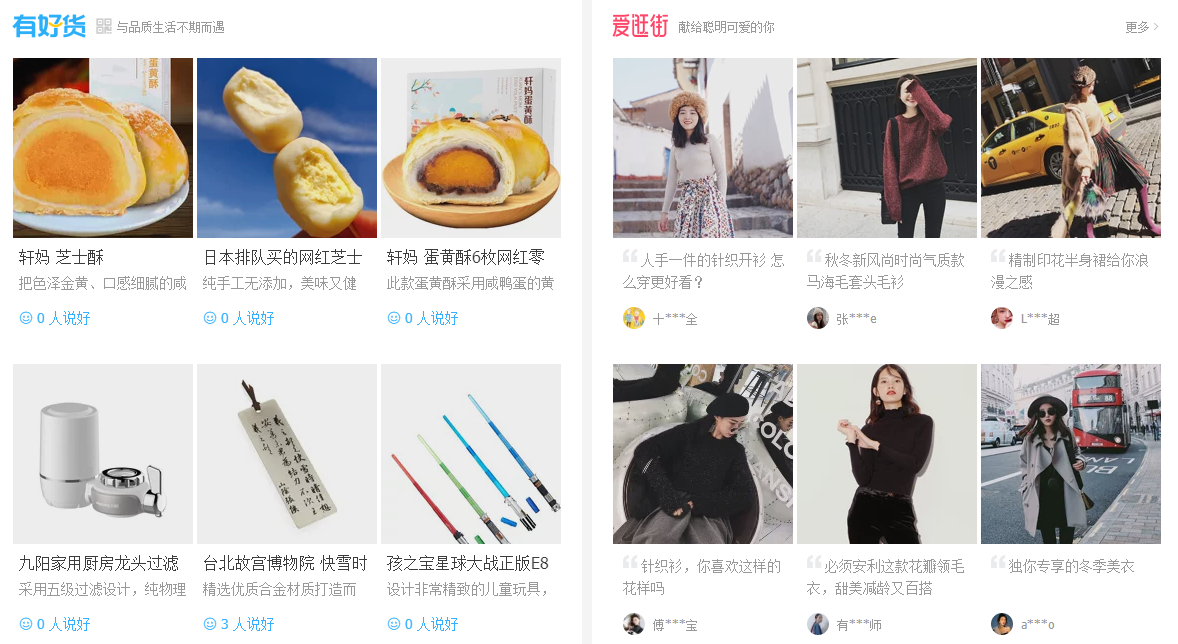 有好货 与品质生活不期而遇
爱逛街 献给聪明可爱的你 更多
轩妈 芝士酥
把色泽金黄、口感细腻的咸
0 人说好
日本排队买的网红芝士
纯手工无添加，美味又健
0 人说好
轩妈蛋黄酥
轩妈 蛋黄酥6枚网红零
此款蛋黄酥采用咸鸭蛋的黄
0 人说好
人手一件的针织开衫 怎
么穿更好看？
十***全
秋冬新风尚时尚气质款
马海毛套头毛衫
张***e
精制印花半身裙给你浪
漫之感
L***超
九阳家用厨房龙头过滤
采用五级过滤设计，纯物理
0 人说好
台北故宫博物院 快雪时
精选优质合金材质打造而
3 人说好
孩之宝星球大战正版E8
设计非常精致的儿童玩具，
0 人说好
针织衫，你喜欢这样的
花样吗
傅***宝
必须安利这款花瓣领毛
衣，甜美减龄又百搭
有***师
独你专享的冬季美衣
a***o